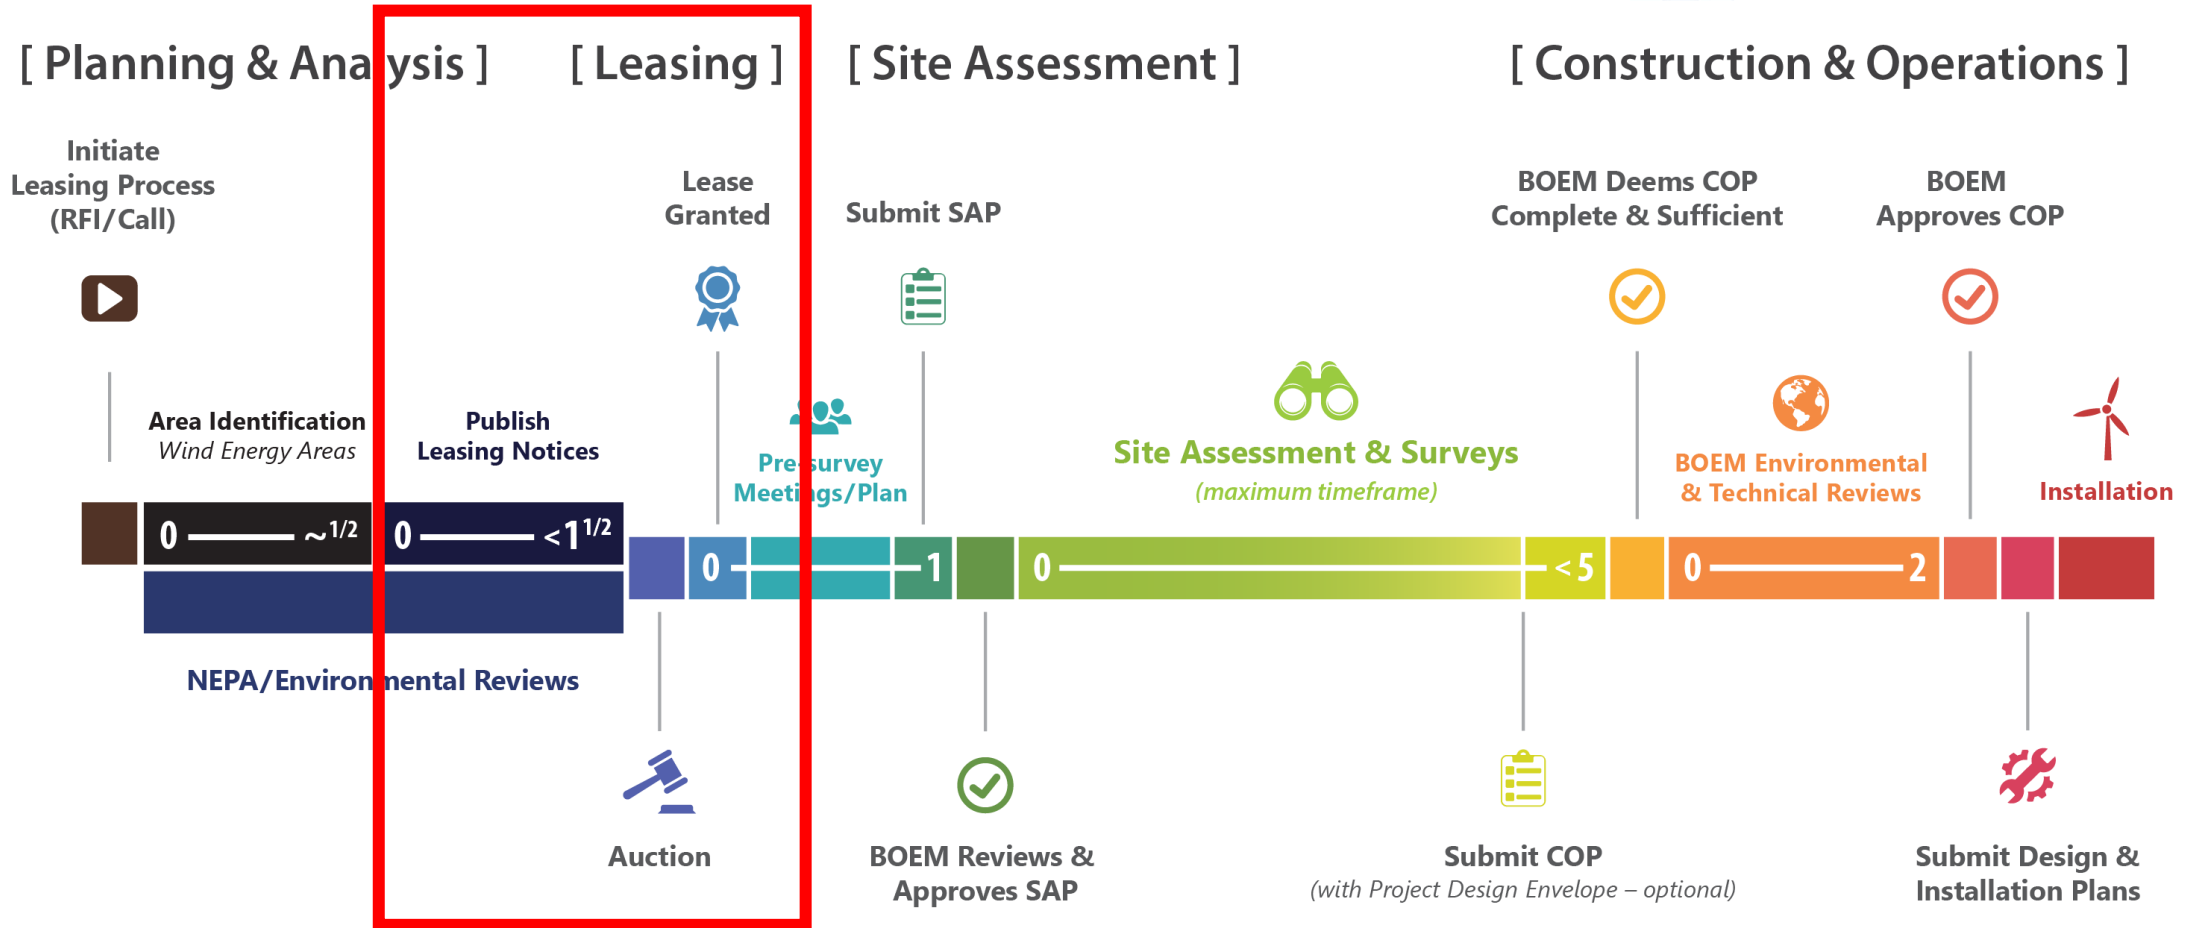 [ Planning & Analysis ]
[ Leasing ]
[ Site Assessment ]
[ Construction & Operations ]
Initiate
Leasing Process
(RFI/Call)
Lease
Granted
Submit SAP
BOEM Deems COP
Complete & Sufficient
BOEM
Approves COP
Area Identification
Wind Energy Areas
Publish
Leasing Notices
Pre-survey
Meetings/Plan
Site Assessment & Surveys
(maximum timeframe)
BOEM Environmental
& Technical Reviews
Installation
0 ~1/2
0 <1 1/2
0 1
0 <5
0 2
NEPA/Environmental Reviews
Auction
BOEM Reviews &
Approves SAP
Submit COP
(with Project Design Envelope – optional)
Submit Design &
Installation Plans